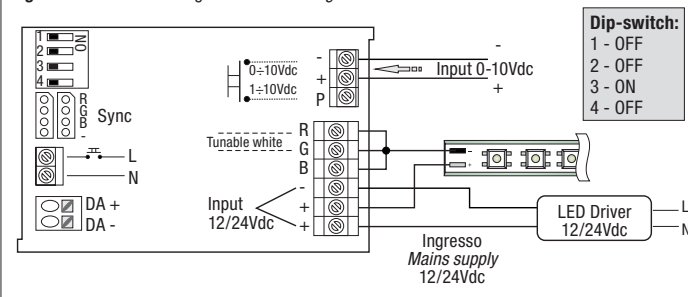 Dip-switch:
1 - OFF
2 - OFF
3 - ON
4 - OFF
1
2
3
4
ON
0÷10Vdc
1÷10Vdc
-
+
P
Input 0-10Vdc
-
+
R
G
B
-
Sync
L
N
DA +
DA -
Tunable white
R
G
B
-
+
+
Input
12/24Vdc
-
+
LED Driver
12/24Vdc
L
N
Ingresso
Mains supply
12/24Vdc